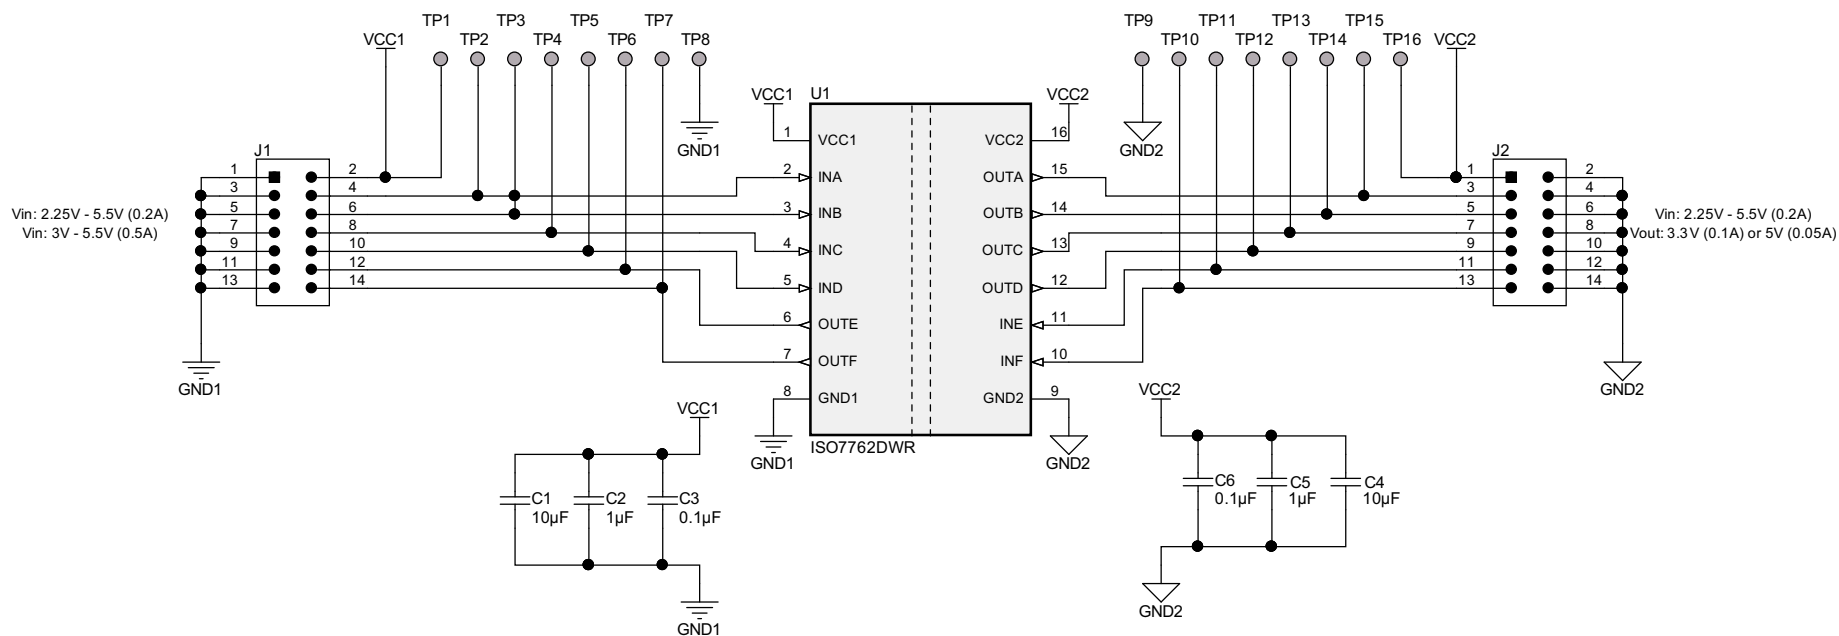 TP1 TP3 TP5 TP7
VCC1 TP2 TP4 TP6 TP8
TP9 TP11 TP13 TP15
TP10 TP12 TP14 TP16 VCC2
GND1
GND2
J1
1 2
3 4
5 6
7 8
9 10
11 12
13 14
Vin: 2.25V - 5.5V (0.2A)
Vin: 3V - 5.5V (0.5A)
GND1
VCC1 U1 VCC2
1 VCC1 VCC2 16
2 INA OUTA 15
3 INB OUTB 14
4 INC OUTC 13
5 IND OUTD 12
6 OUTE INE 11
7 OUTF INF 10
8 GND1 GND2 9
ISO7762DWR
GND1 GND2
J2
1 2
3 4
5 6
7 8
9 10
11 12
13 14
Vin: 2.25V - 5.5V (0.2A)
Vout: 3.3V (0.1A) or 5V (0.05A)
GND2
VCC1
C1 C2 C3
10µF 1µF 0.1µF
GND1
VCC2
C6 C5 C4
0.1µF 1µF 10µF
GND2